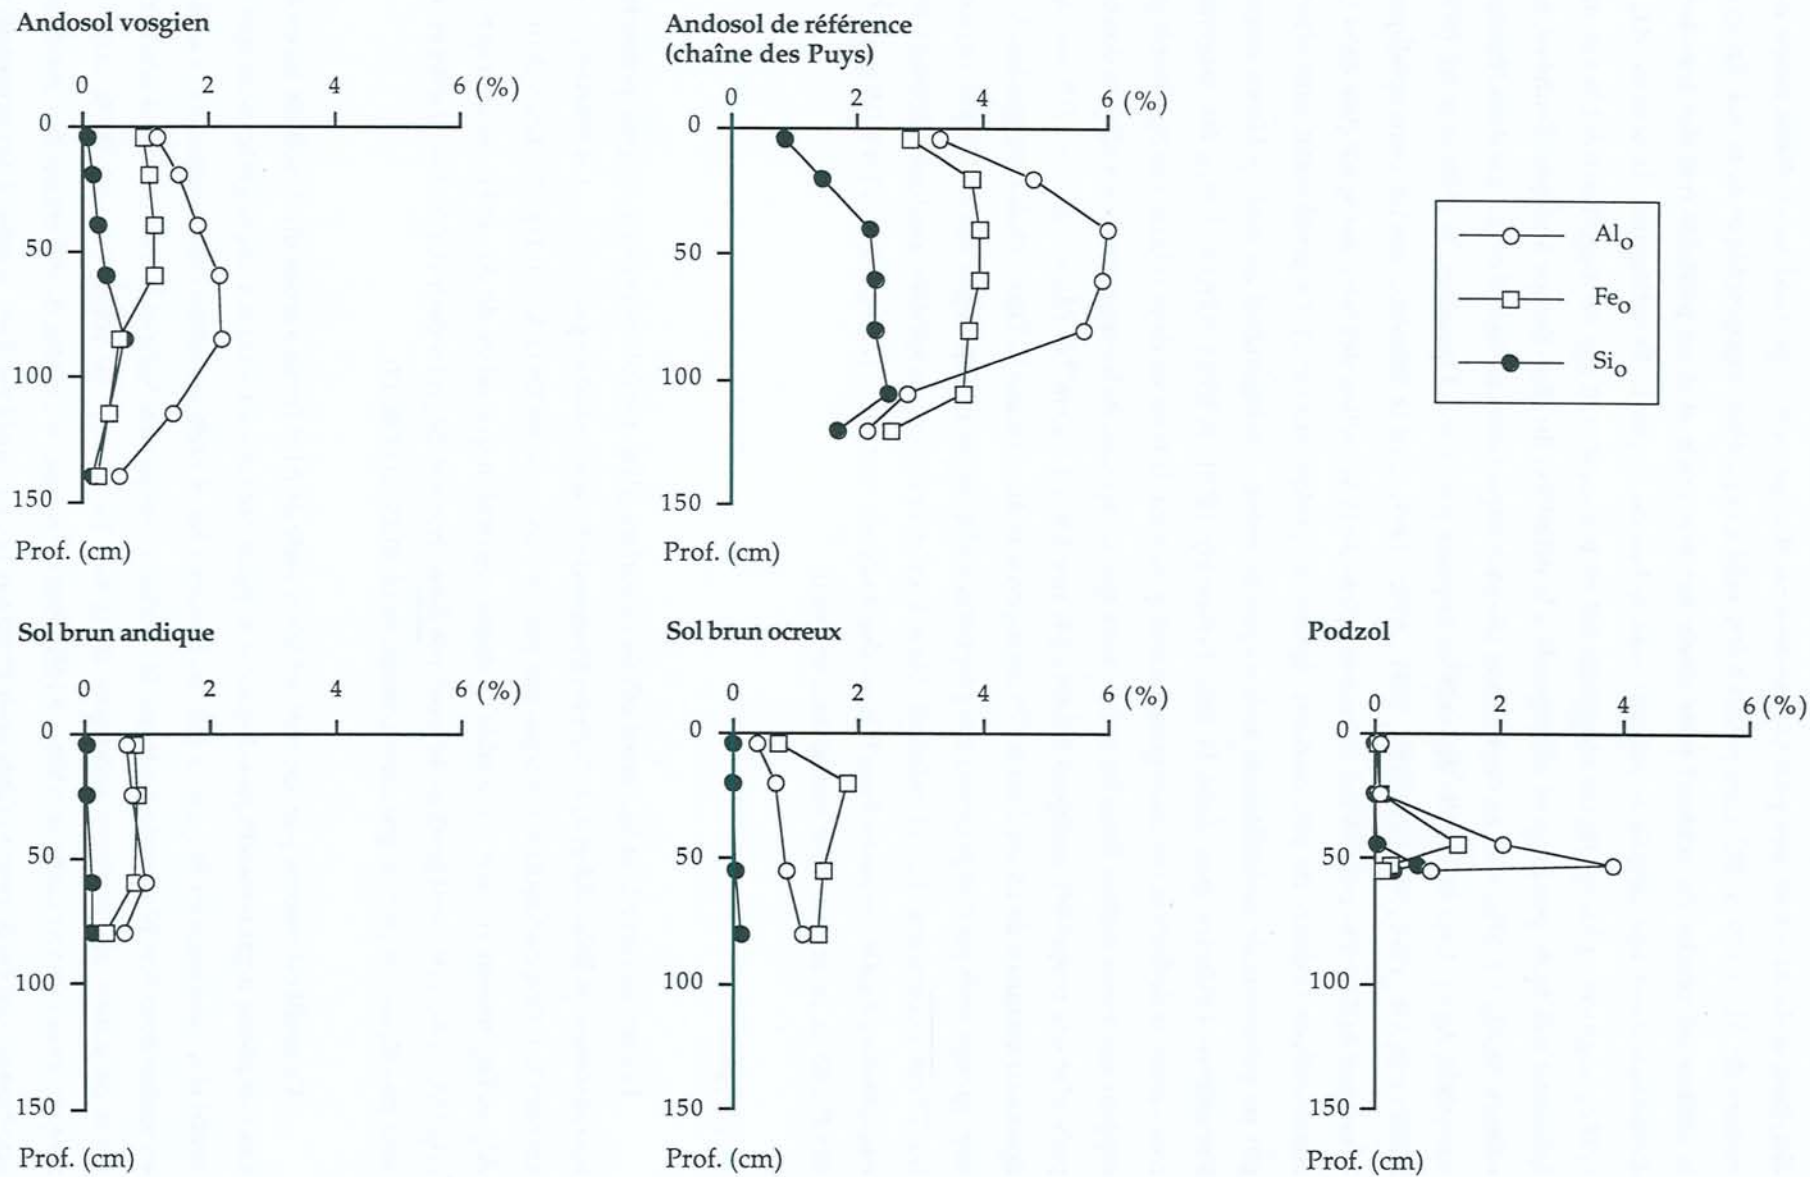 Andosol vosgien
0 2 4 6 (%)
0
50
100
150
Prof. (cm)
Andosol de référence
(chaîne des Puys)
0 2 4 6 (%)
0
50
100
150
Prof. (cm)
Alo
Feo
Sio
Sol brun andique
0 2 4 6 (%)
0
50
100
150
Prof. (cm)
Sol brun ocreux
0 2 4 6 (%)
0
50
100
150
Prof. (cm)
Podzol
0 2 4 6 (%)
0
50
100
150
Prof. (cm)